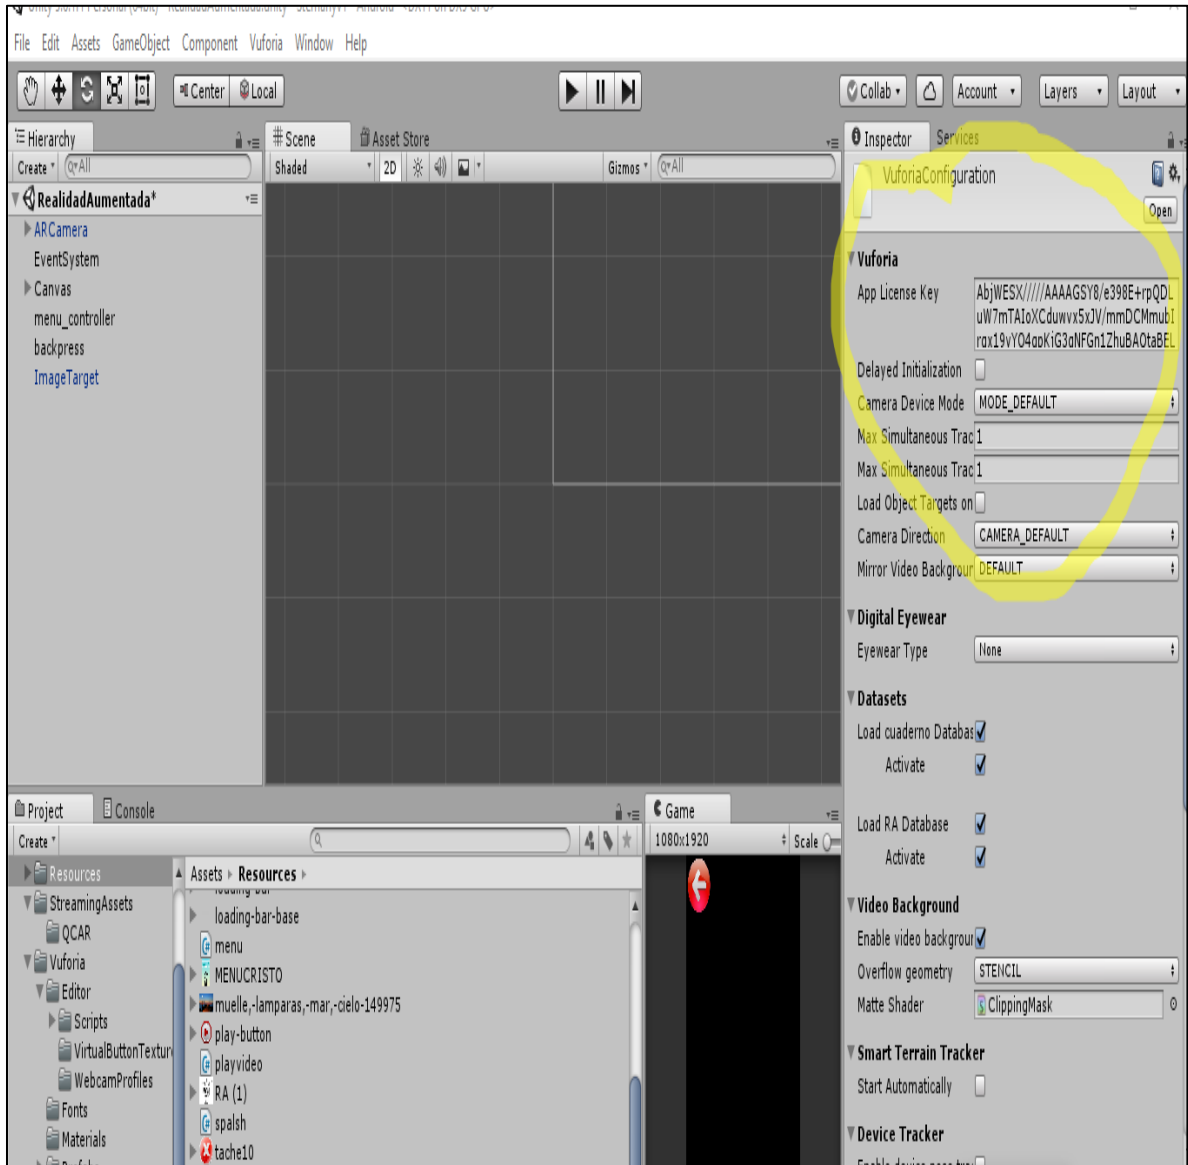 File Edit Assets GameObject Component Vuforia Window Help
Center Local
Collab Account Layers Layout
Hierarchy
Create All
RealidadAumentada*
ARCamera
EventSystem
Canvas
menu_controller
backpress
ImageTarget
Scene Asset Store
Shaded 2D Gizmos All
Inspector Services
VuforiaConfiguration
Open
Vuforia
App License Key AbjWESX/////AAAAGSY8/e398E+rpQDL
uW7mTAIoXCduwvx5xJV/mmDCMmubI
Delayed Initialization
Camera Device Mode MODE_DEFAULT
Max Simultaneous Trac 1
Max Simultaneous Trac 1
Load Object Targets on
Camera Direction CAMERA_DEFAULT
Mirror Video Backgrour DEFAULT
Digital Eyewear
Eyewear Type None
Datasets
Load cuaderno Databas
Activate
Load RA Database
Activate
Video Background
Enable video backgrour
Overflow geometry STENCIL
Matte Shader ClippingMask
Smart Terrain Tracker
Start Automatically
Device Tracker
Project Console
Create
Resources
StreamingAssets
QCAR
Vuforia
Editor
Scripts
VirtualButtonTextur
WebcamProfiles
Fonts
Materials
Assets Resources
loading-bar-base
menu
MENUCRISTO
muelle,-lamparas,-mar,-cielo-149975
play-button
playvideo
RA (1)
spalsh
tache10
Game
1080x1920 Scale